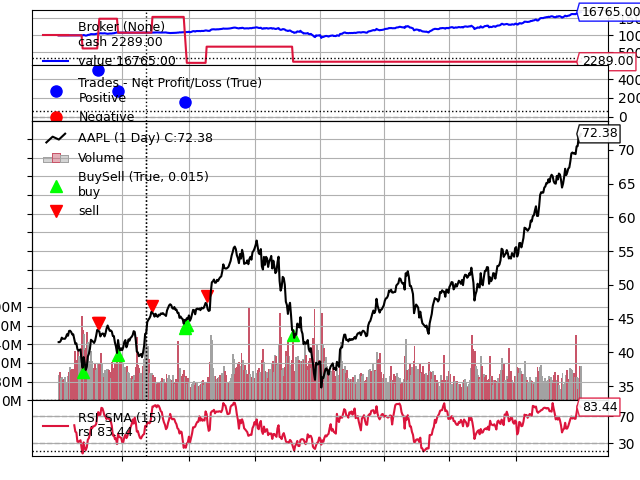 Broker (None)
cash 2289.00
value 16765.00
16765.00
2289.00
Trades - Net Profit/Loss (True)
Positive
Negative
400
200
0
AAPL (1 Day) C:72.38
Volume
BuySell (True, 0.015)
buy
sell
72.38
70
65
60
55
50
45
40
35
0M
RSI_SMA (15)
rsi 83.44
83.44
70
30